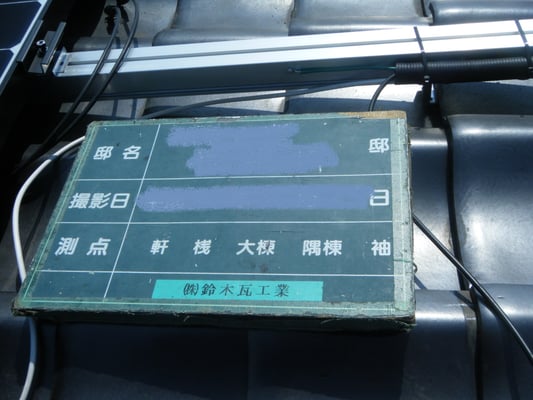 邸名 邸
撮影日 日
測点 軒 桟 大棟 隅棟 袖
㈱鈴木瓦工業